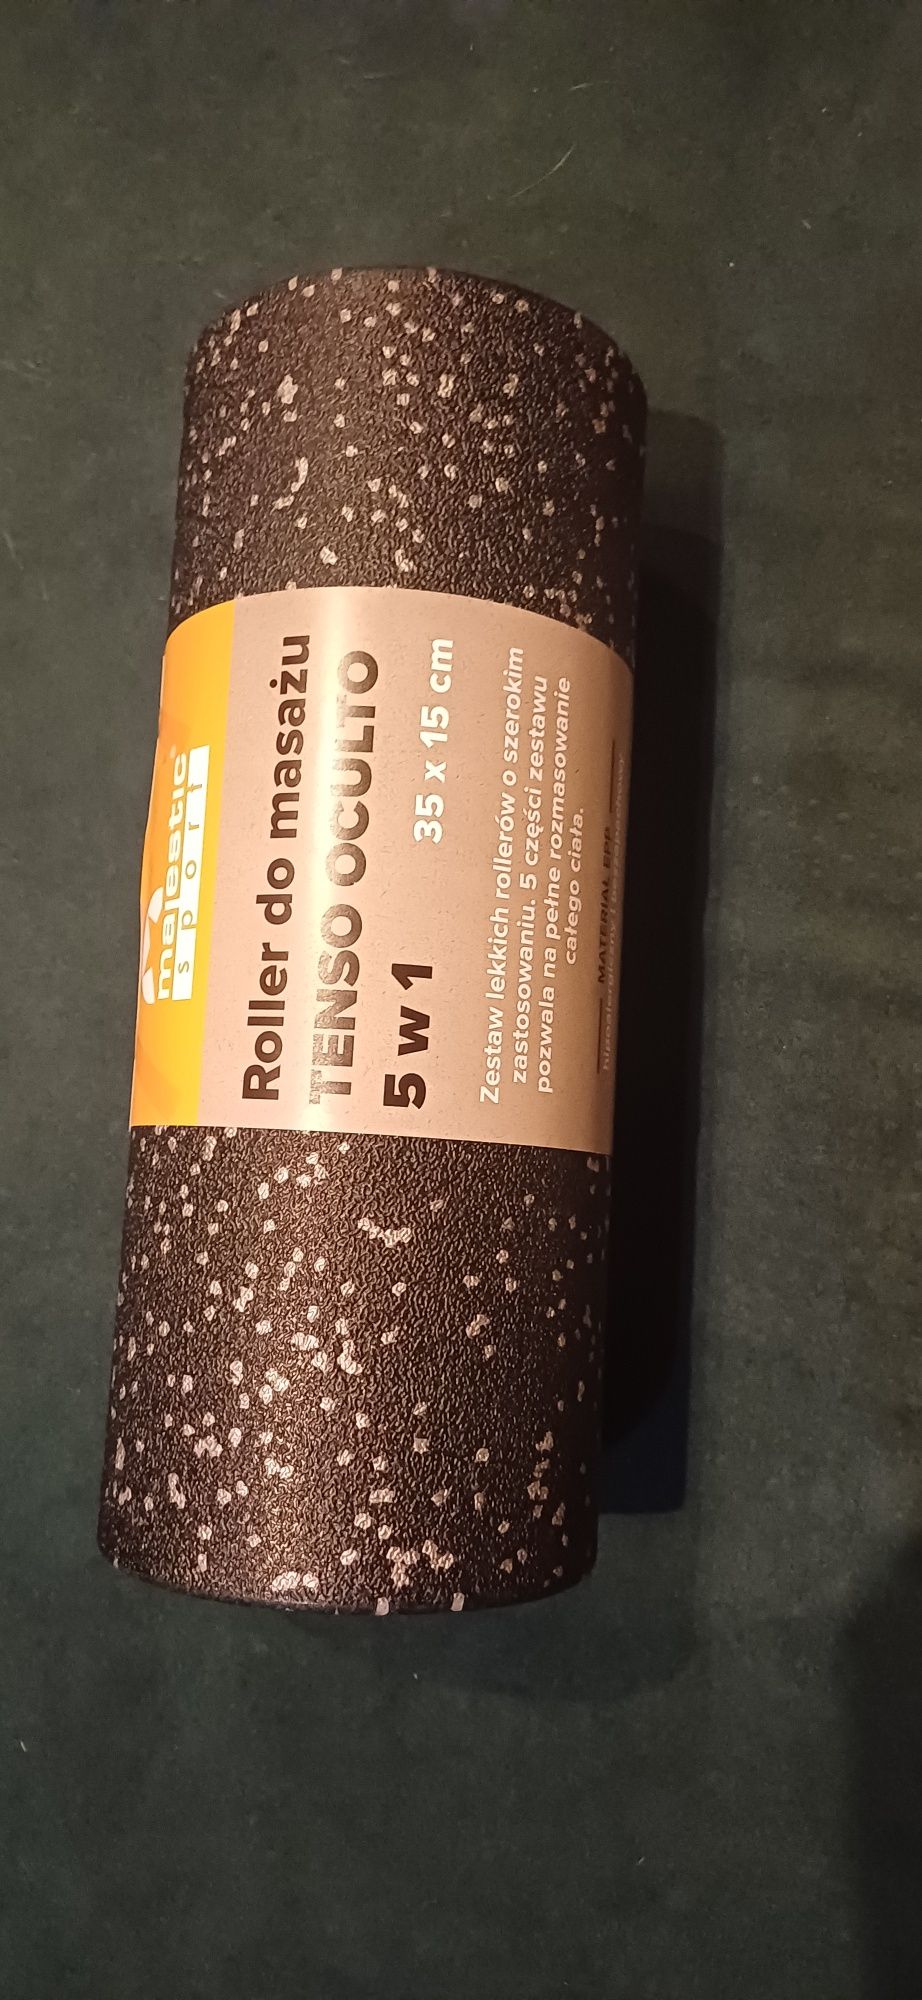 majestic®
sport
Roller do masażu
TENSO OCULTO
5 w 1
35 x 15 cm
Zestaw lekkich rollerów o szerokim
zastosowaniu. 5 części zestawu
pozwala na pełne rozmasowanie
całego ciała.
MATERIAŁ EPP